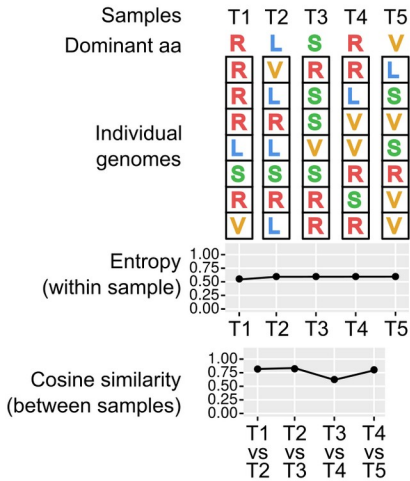 Samples T1 T2 T3 T4 T5
Dominant aa R L S R V
R V R R L
R L S L S
Individual genomes
R R S V V
L L V V S
S S S R R
R R R S V
V L R R V
Entropy
(within sample)
1.00
0.75
0.50
0.25
0.00
T1 T2 T3 T4 T5
Cosine similarity
(between samples)
1.00
0.75
0.50
0.25
0.00
T1 T2 T3 T4
vs vs vs vs
T2 T3 T4 T5